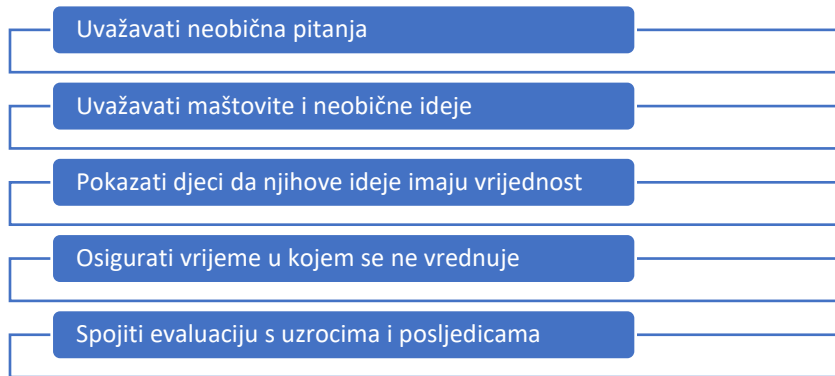 Uvažavati neobična pitanja
Uvažavati maštovite i neobične ideje
Pokazati djeci da njihove ideje imaju vrijednost
Osigurati vrijeme u kojem se ne vrednuje
Spojiti evaluaciju s uzrocima i posljedicama